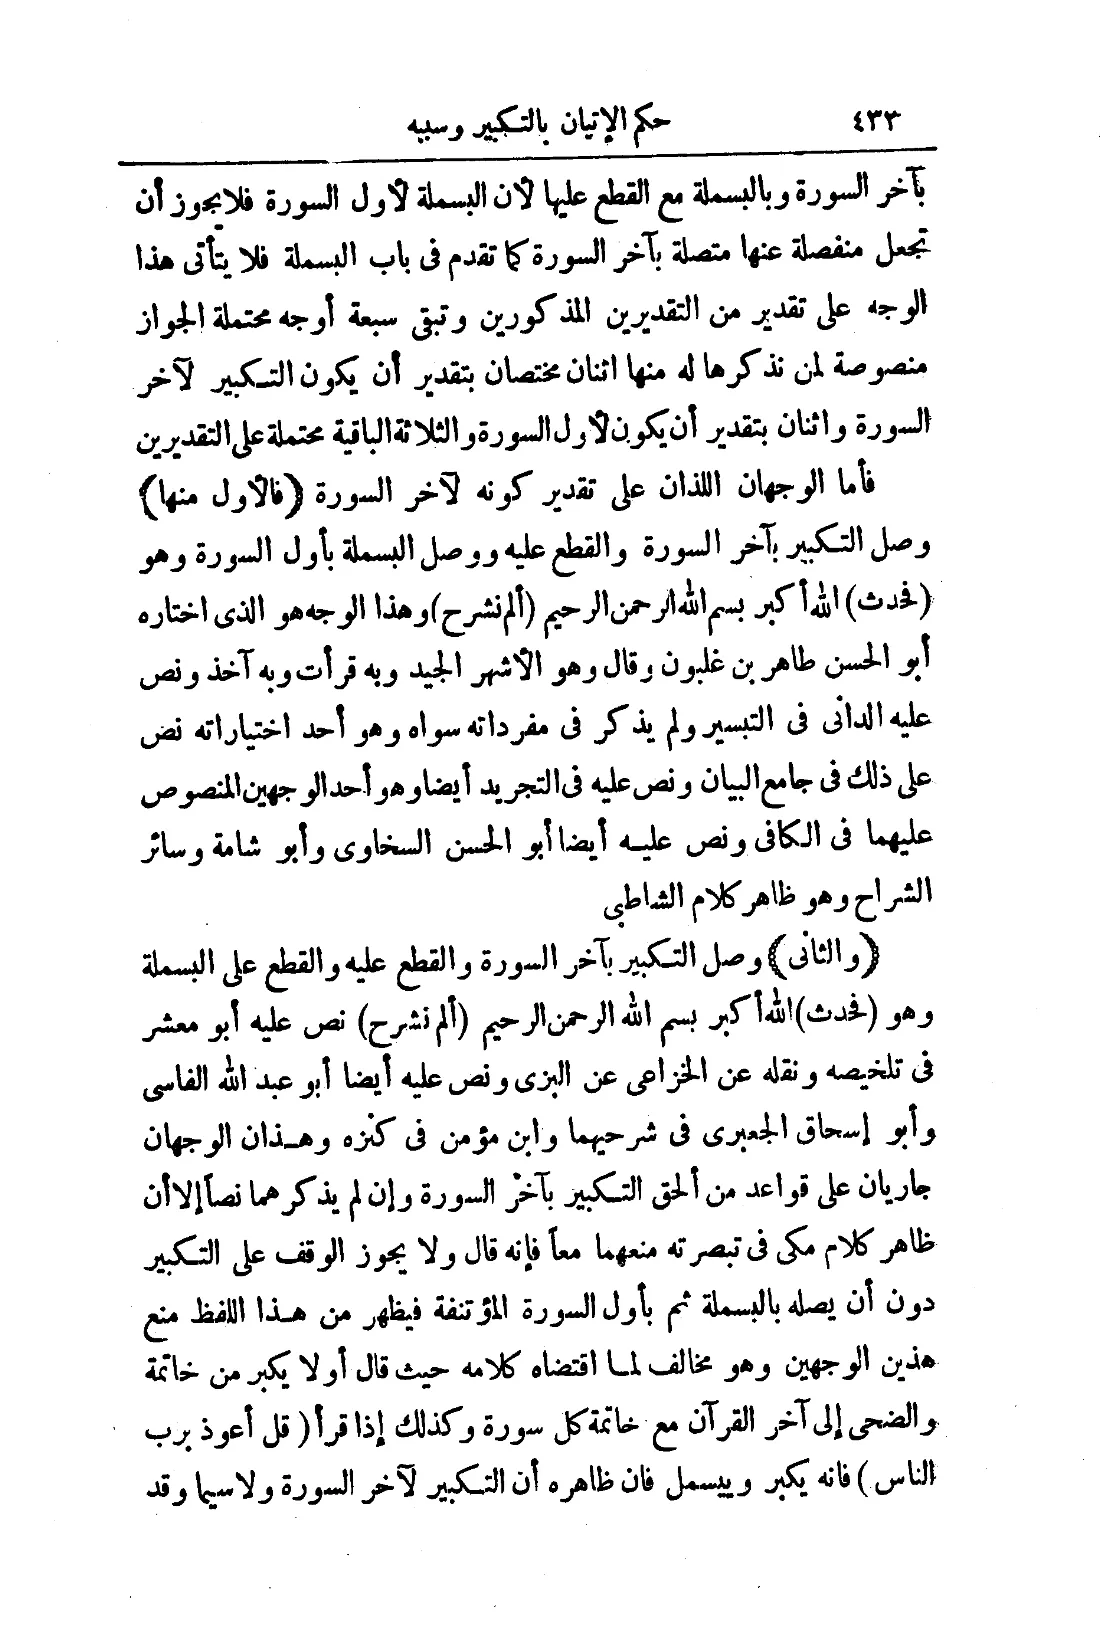 ٤٣٣
حكم الإتيان بالتكبير وسببه
بآخر السورة وبالبسملة مع القطع عليها لأن البسملة لأول السورة فلا يجوز أن
تجعل منفصلة عنها متصلة بآخر السورة كما تقدم فى باب البسملة فلا يتأتى هذا
الوجه على تقدير من التقديرين المذكورين وتبقى سبعة أوجه محتملة الجواز
منصوصة لمن نذكرها له منها اثنان مختصان بتقدير أن يكون التكبير لآخر
السورة واثنان بتقدير أن يكون لأول السورة والثلاثة الباقية محتملة على التقديرين
فأما الوجهان اللذان على تقدير كونه لآخر السورة (فالأول منها)
وصل التكبير بآخر السورة والقطع عليه ووصل البسملة بأول السورة وهو
(فحدث) الله أكبر بسم الله الرحمن الرحيم (ألم نشرح) وهذا الوجه هو الذى اختاره
أبو الحسن طاهر بن غلبون وقال وهو الأشهر الجيد وبه قرأت وبه آخذ ونص
عليه الدانى فى التيسير ولم يذكر فى مفرداته سواه وهو أحد اختياراته نص
على ذلك فى جامع البيان ونص عليه فى التجريد أيضا وهو أحد الوجهين المنصوص
عليهما فى الكافى ونص عليه أيضا أبو الحسن السخاوى وأبو شامة وسائر
الشراح وهو ظاهر كلام الشاطبى
(والثانى) وصل التكبير بآخر السورة والقطع عليه والقطع على البسملة
وهو (فحدث) الله أكبر بسم الله الرحمن الرحيم (ألم نشرح) نص عليه أبو معشر
فى تلخيصه ونقله عن الخزاعى عن البزى ونص عليه أيضا أبو عبد الله الفاسى
وأبو إسحاق الجعبرى فى شرحيهما وابن مؤمن فى كنزه وهذان الوجهان
جاريان على قواعد من ألحق التكبير بآخر السورة وإن لم يذكرهما نصاً إلا أن
ظاهر كلام مكى فى تبصرته منعهما معاً فإنه قال ولا يجوز الوقف على التكبير
دون أن يصله بالبسملة ثم بأول السورة المؤتنفة فيظهر من هذا اللفظ منع
هذين الوجهين وهو مخالف لما اقتضاه كلامه حيث قال أولا يكبر من خاتمة
والضحى إلى آخر القرآن مع خاتمة كل سورة وكذلك إذا قرأ (قل أعوذ برب
الناس) فانه يكبر ويبسمل فان ظاهره أن التكبير لآخر السورة ولاسيما وقد